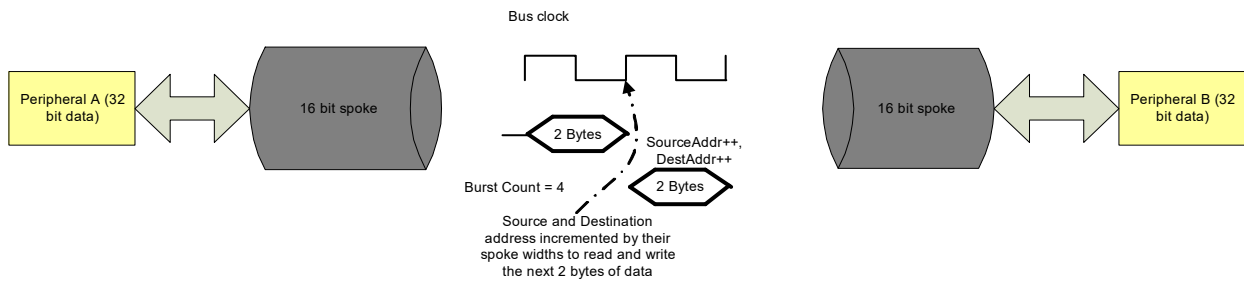 Bus clock
Peripheral A (32
bit data)
16 bit spoke
2 Bytes
SourceAddr++,
DestAddr++
2 Bytes
Burst Count = 4
Source and Destination
address incremented by their
spoke widths to read and write
the next 2 bytes of data
16 bit spoke
Peripheral B (32
bit data)